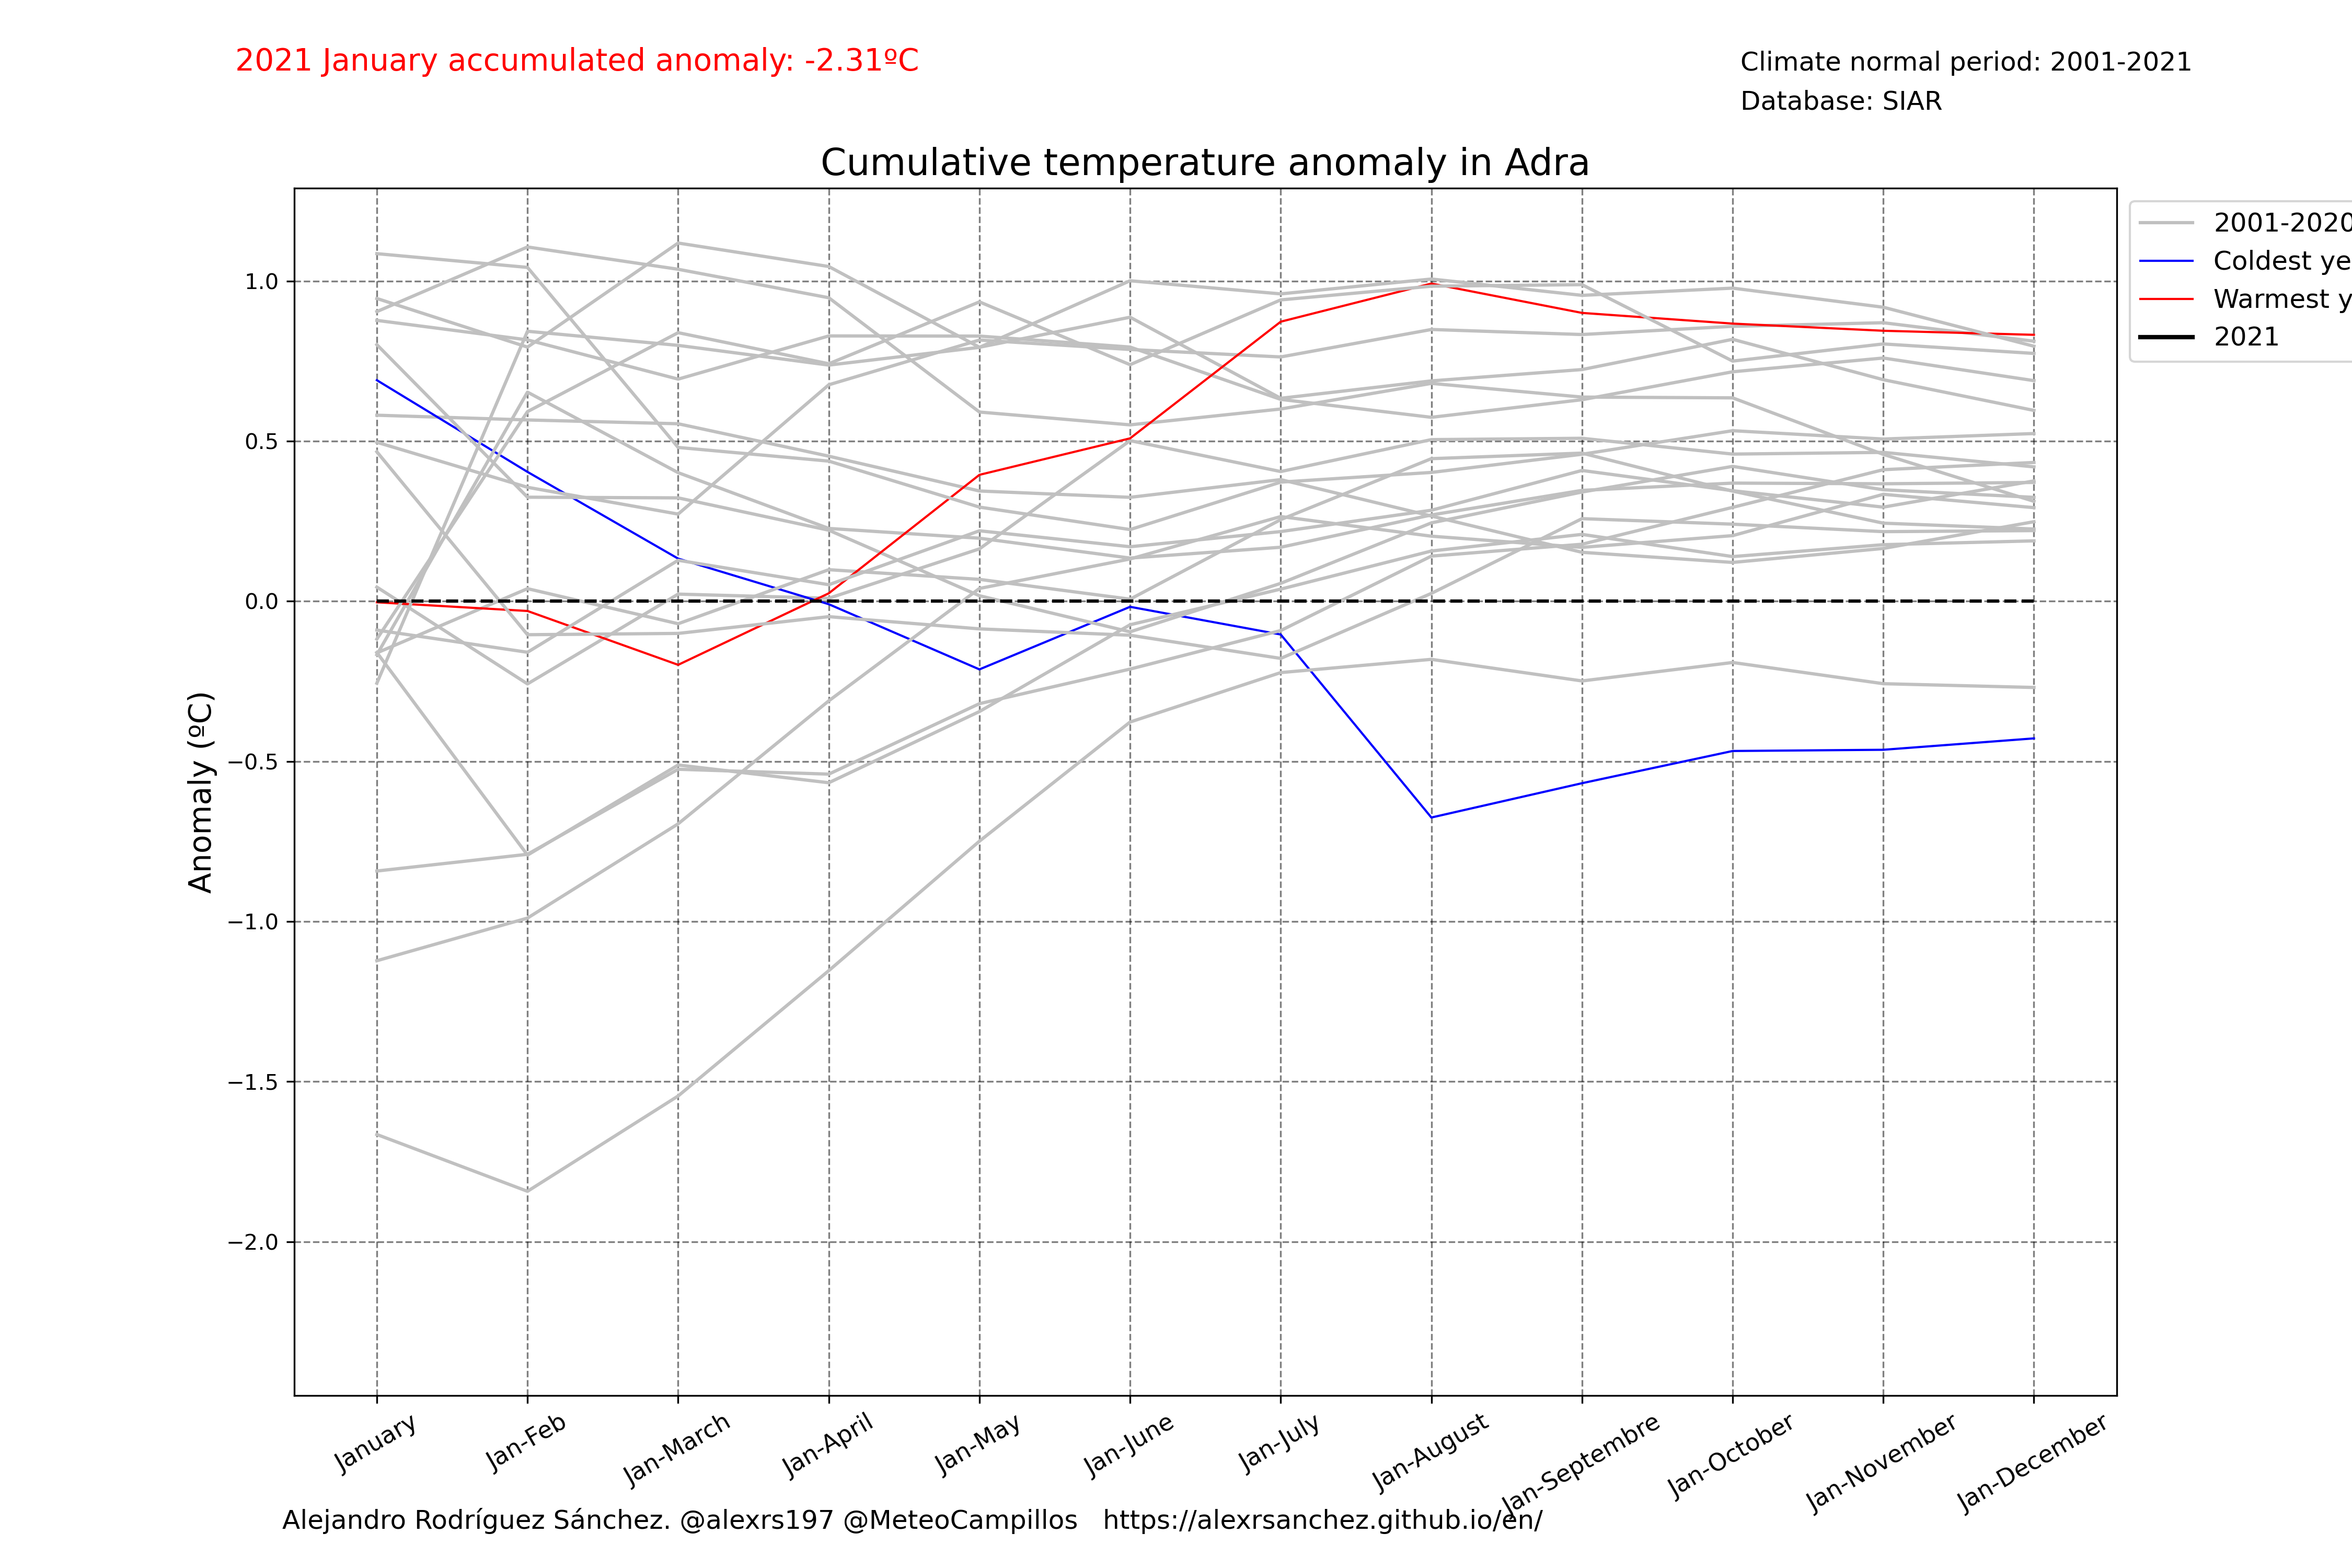 2021 January accumulated anomaly: -2.31ºC
Climate normal period: 2001-2021
Database: SIAR
Cumulative temperature anomaly in Adra
2001-2020
Coldest
Warmest
2021
Anomaly (ºC)
1.0
0.5
0.0
−0.5
−1.0
−1.5
−2.0
January
Jan-Feb
Jan-March
Jan-April
Jan-May
Jan-June
Jan-July
Jan-August
Jan-Septembre
Jan-October
Jan-November
Jan-December
Alejandro Rodríguez Sánchez. @alexrs197 @MeteoCampillos https://alexrsanchez.github.io/en/